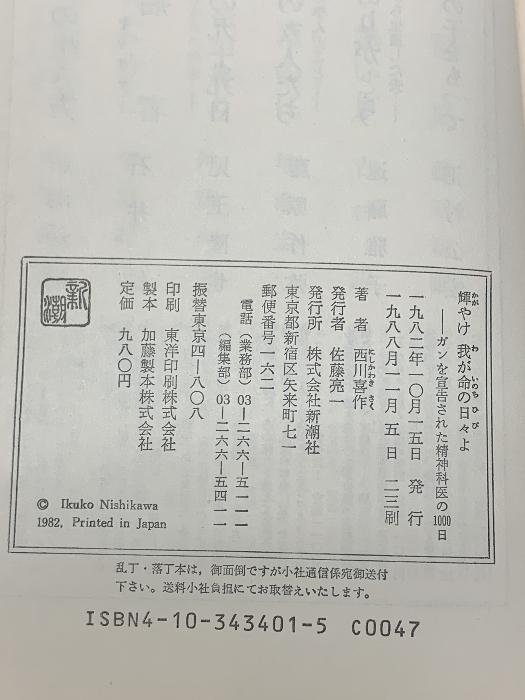 輝やけ 我が命の日々よ
――ガンを宣告された精神科医の1000日
一九八二年一〇月一五日 発行
一九八八年一一月五日 二三刷
著者 西川喜作
発行者 佐藤亮一
発行所 株式会社新潮社
東京都新宿区矢来町七一
郵便番号一六二
電話(業務部)03―二六六―五一一一
(編集部)03―二六六―五四一一
振替東京四―八〇八
印刷 東洋印刷株式会社
製本 加藤製本株式会社
定価 九八〇円
新潮
© Ikuko Nishikawa
1982, Printed in Japan
乱丁・落丁本は,御面倒ですが小社通信係宛御送付
下さい。送料小社負担にてお取替えいたします。
ISBN4-10-343401-5 C0047